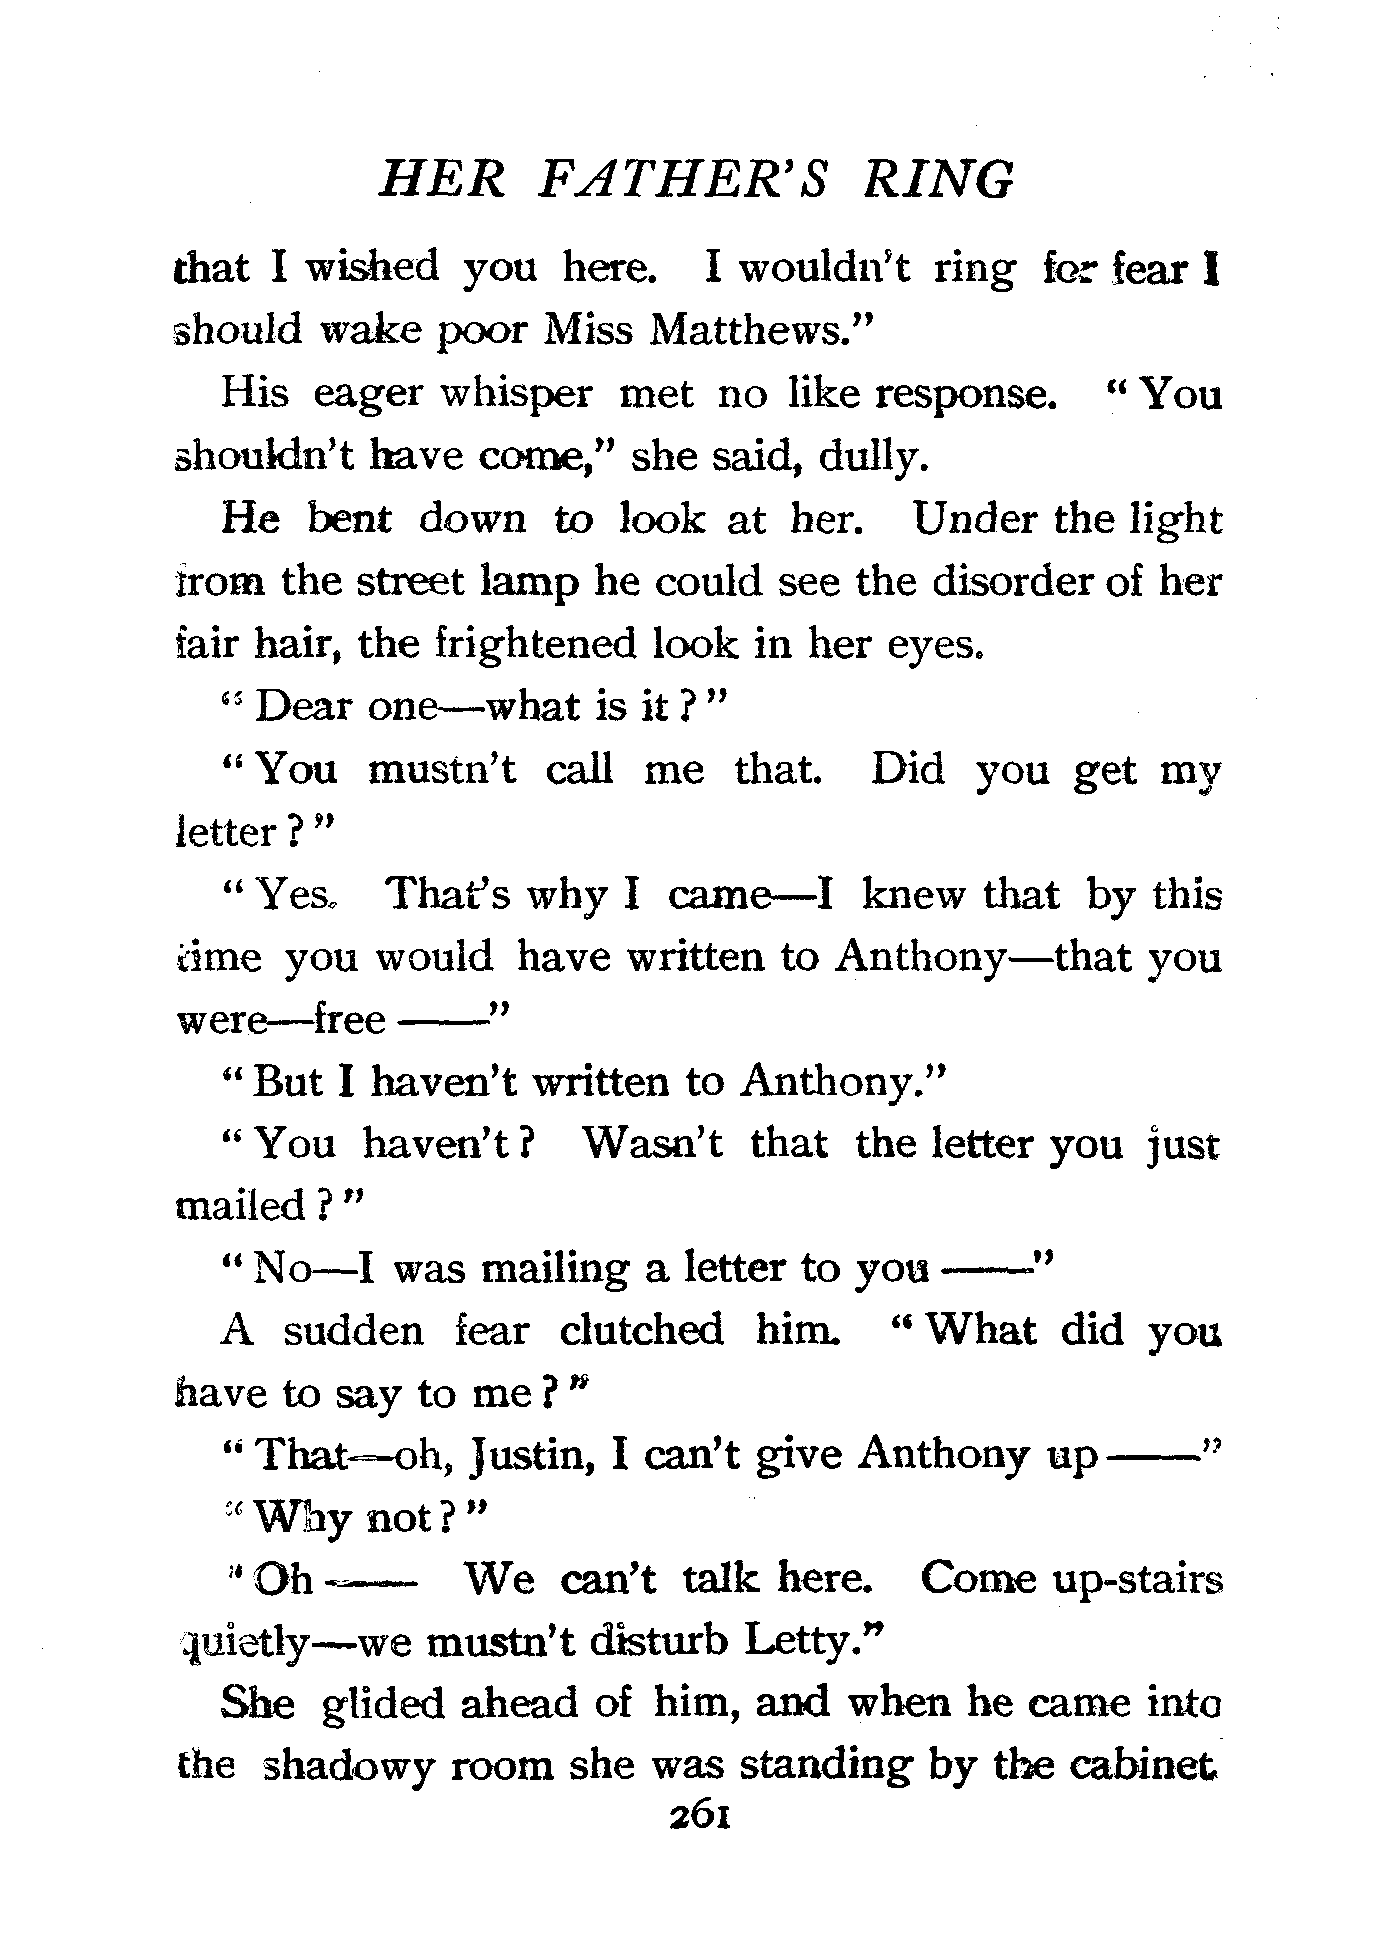 HER FATHER'S RING
that I wished you here. I wouldn't ring for fear I
should wake poor Miss Matthews."
His eager whisper met no like response. "You
shouldn't have come," she said, dully.
He bent down to look at her. Under the light
from the street lamp he could see the disorder of her
fair hair, the frightened look in her eyes.
"Dear one—what is it?"
"You mustn't call me that. Did you get my
letter?"
"Yes. That's why I came—I knew that by this
time you would have written to Anthony—that you
were—free ——"
"But I haven't written to Anthony."
"You haven't? Wasn't that the letter you just
mailed?"
"No—I was mailing a letter to you ——"
A sudden fear clutched him. "What did you
have to say to me?"
"That—oh, Justin, I can't give Anthony up ——"
"Why not?"
"Oh —— We can't talk here. Come up-stairs
quietly—we mustn't disturb Letty."
She glided ahead of him, and when he came into
the shadowy room she was standing by the cabinet
261